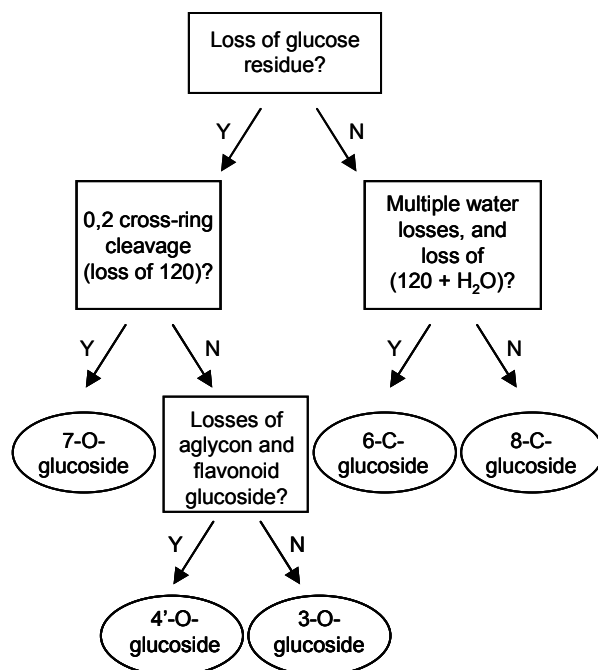 Loss of glucose
residue?
Y
N
0,2 cross-ring
cleavage
(loss of 120)?
Multiple water
losses, and
loss of
(120 + H₂O)?
Y
N
Y
N
7-O-
glucoside
Losses of
aglycon and
flavonoid
glucoside?
6-C-
glucoside
8-C-
glucoside
Y
N
4'-O-
glucoside
3-O-
glucoside